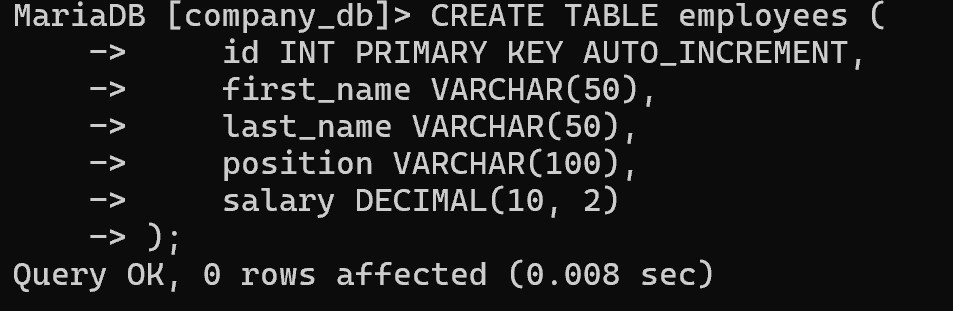 MariaDB [company_db]> CREATE TABLE employees (
    ->     id INT PRIMARY KEY AUTO_INCREMENT,
    ->     first_name VARCHAR(50),
    ->     last_name VARCHAR(50),
    ->     position VARCHAR(100),
    ->     salary DECIMAL(10, 2)
    -> );
Query OK, 0 rows affected (0.008 sec)